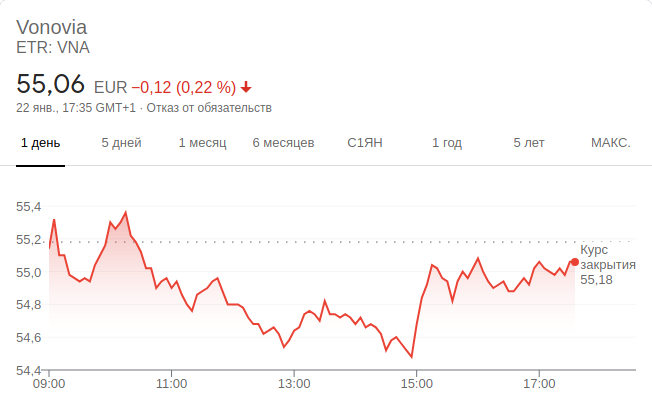 Vonovia
ETR: VNA
55,06 EUR −0,12 (0,22 %)
22 янв., 17:35 GMT+1 · Отказ от обязательств
1 день 5 дней 1 месяц 6 месяцев С1ЯН 1 год 5 лет МАКС.
55,4
55,2
55,0
54,8
54,6
54,4
Курс
закрытия
55,18
09:00 11:00 13:00 15:00 17:00